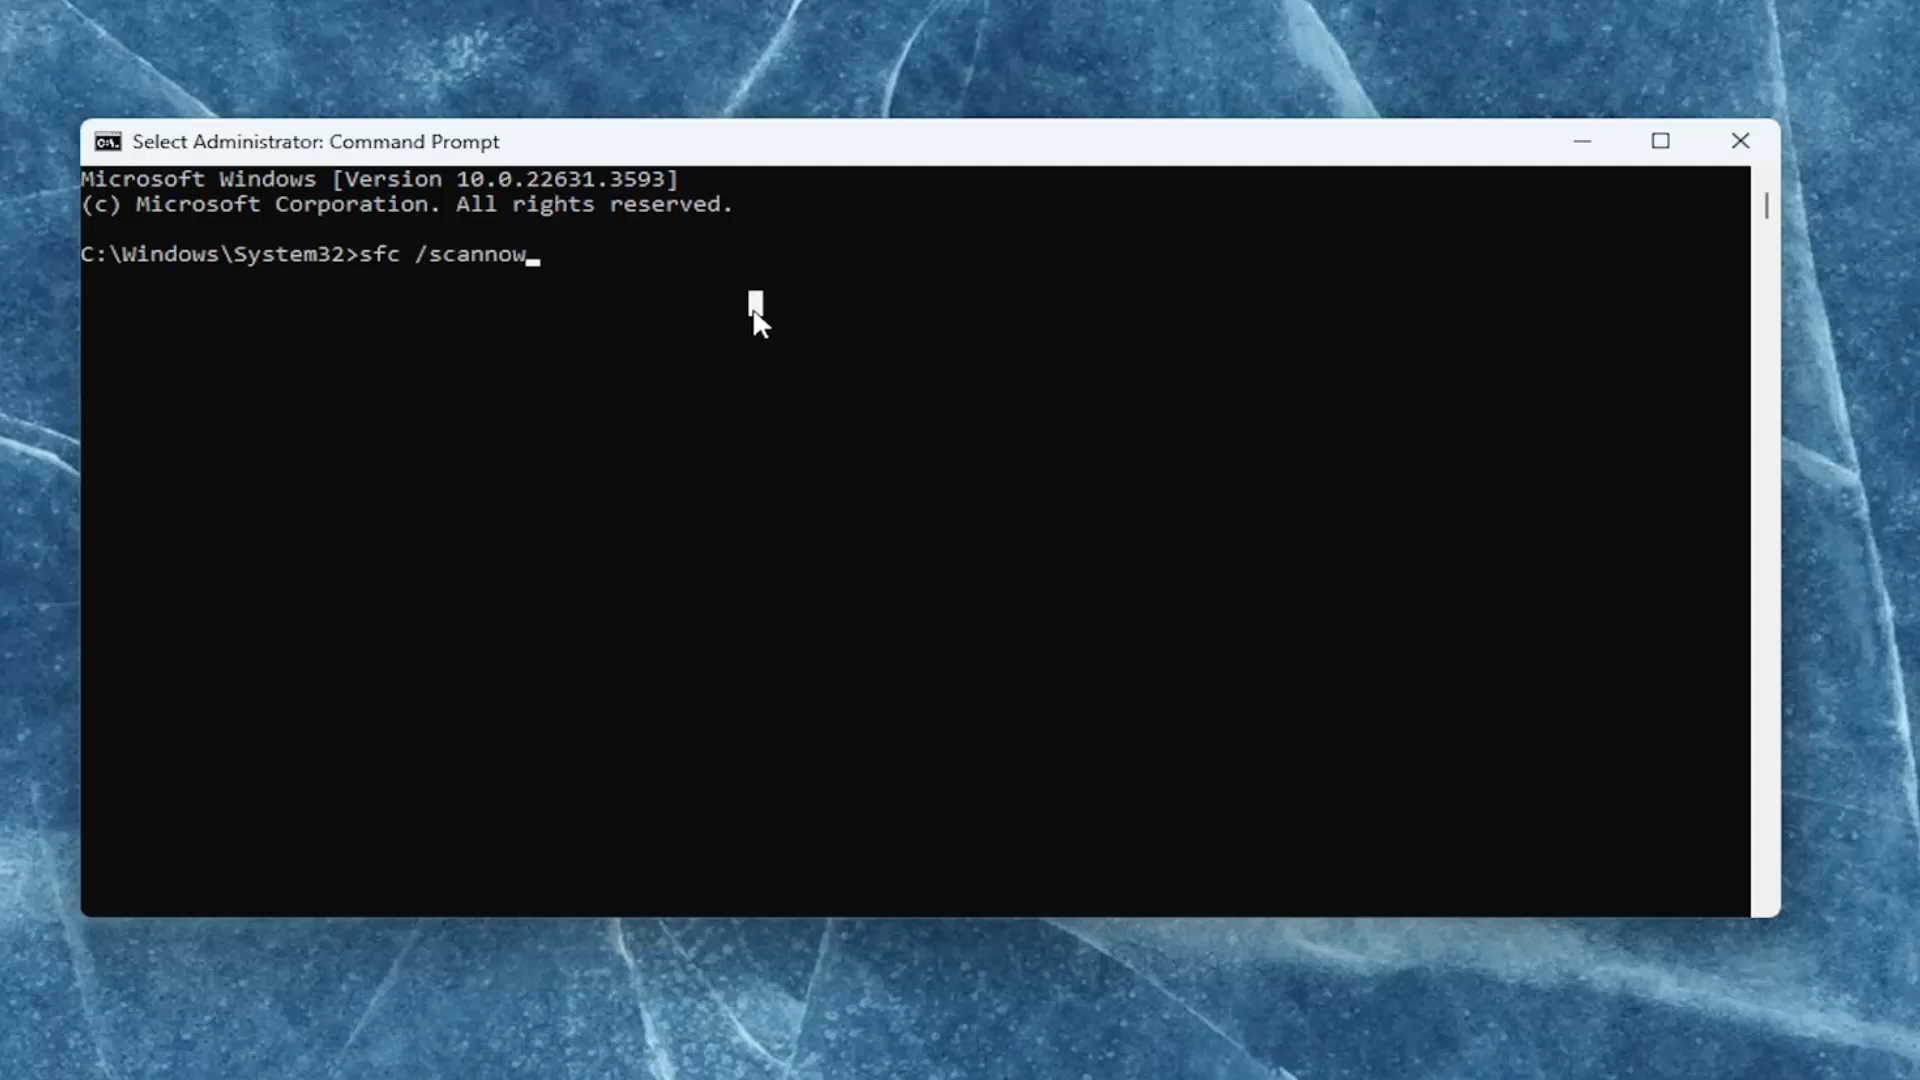 Select Administrator: Command Prompt
Microsoft Windows [Version 10.0.22631.3593]
(c) Microsoft Corporation. All rights reserved.
C:\Windows\System32>sfc /scannow